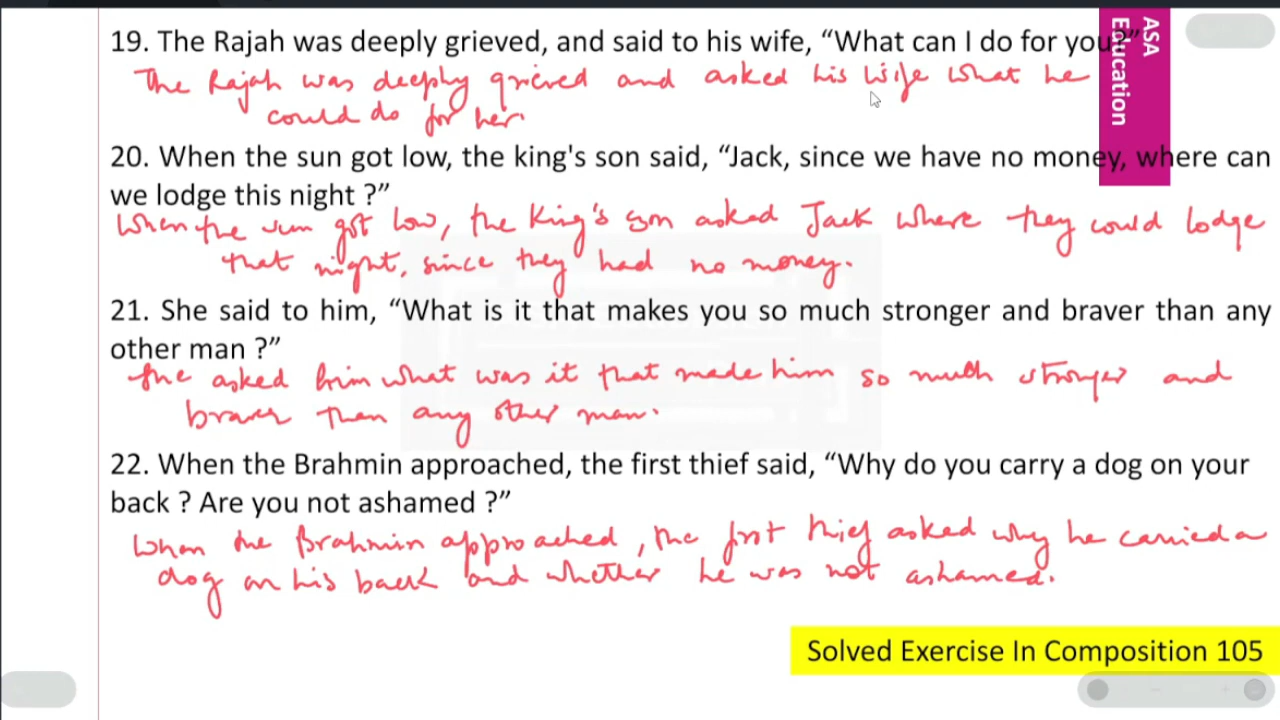 19. The Rajah was deeply grieved, and said to his wife, “What can I do for you?”
The Rajah was deeply grieved and asked his wife what he
could do for her.
20. When the sun got low, the king's son said, “Jack, since we have no money, where can
we lodge this night ?”
When the sun got low, the King's son asked Jack where they could lodge
that night, since they had no money.
21. She said to him, “What is it that makes you so much stronger and braver than any
other man ?”
She asked him what was it that made him so much stronger and
braver than any other man.
22. When the Brahmin approached, the first thief said, “Why do you carry a dog on your
back ? Are you not ashamed ?”
When the Brahmin approached, the first thief asked why he carried a
dog on his back and whether he was not ashamed.
Solved Exercise In Composition 105
ASA
Education